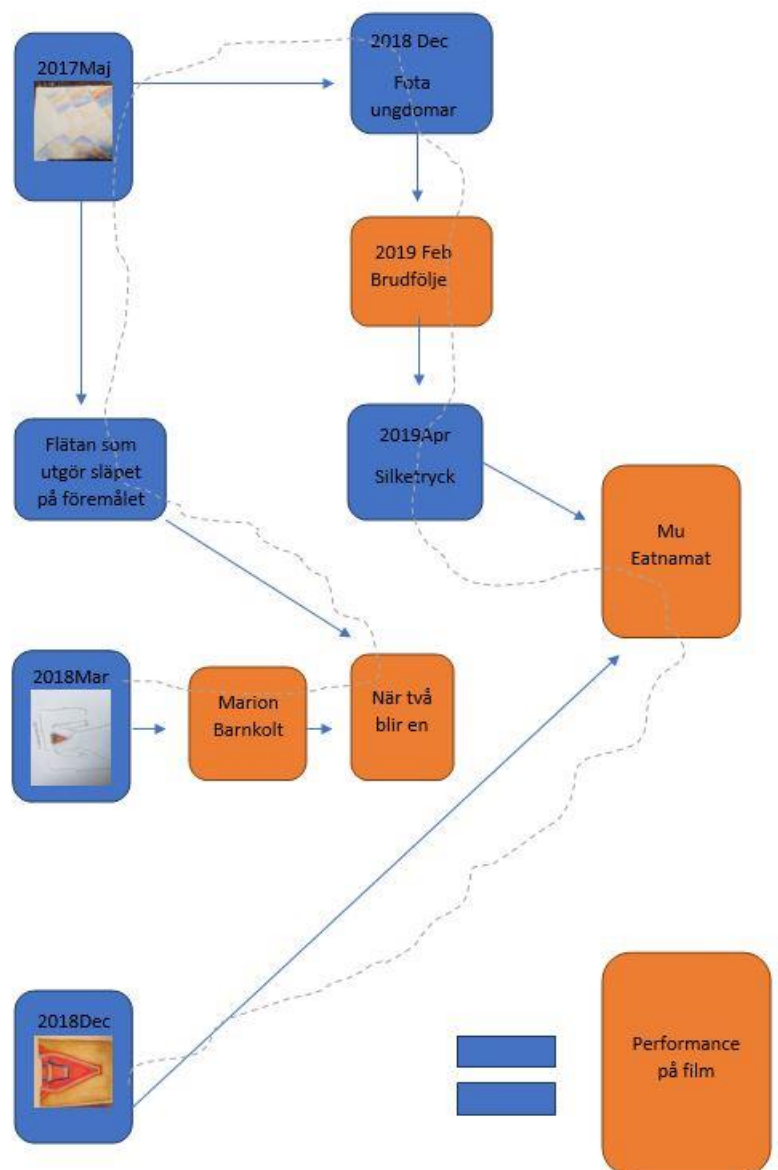 2017Maj
2018 Dec
Fota
ungdomar
2019 Feb
Brudfölje
Flätan som
utgör släpet
på föremålet
2019Apr
Silketryck
Mu
Eatnamat
2018Mar
Marion
Barnkolt
När två
blir en
2018Dec
Performance
på film